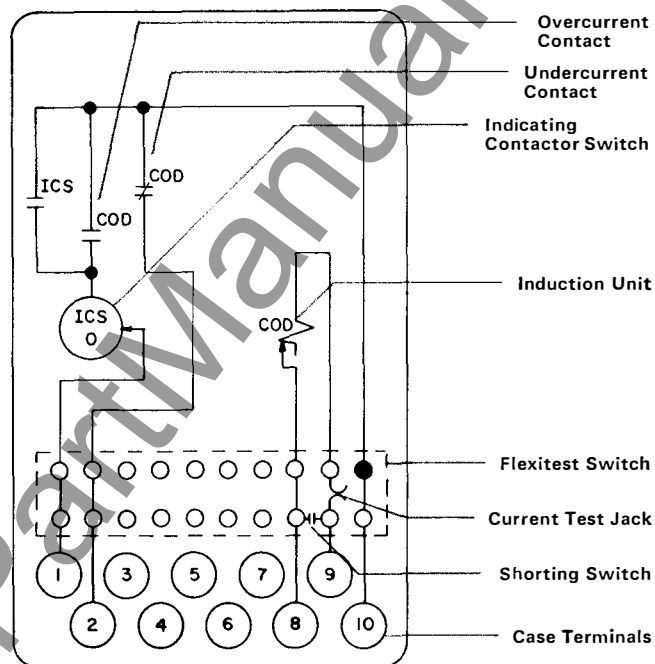 Overcurrent
Contact
Undercurrent
Contact
Indicating
Contactor Switch
ICS
COD
COD
ICS
O
COD
Induction Unit
Flexitest Switch
Current Test Jack
Shorting Switch
1 3 5 7 9
2 4 6 8 10
Case Terminals
PartManual